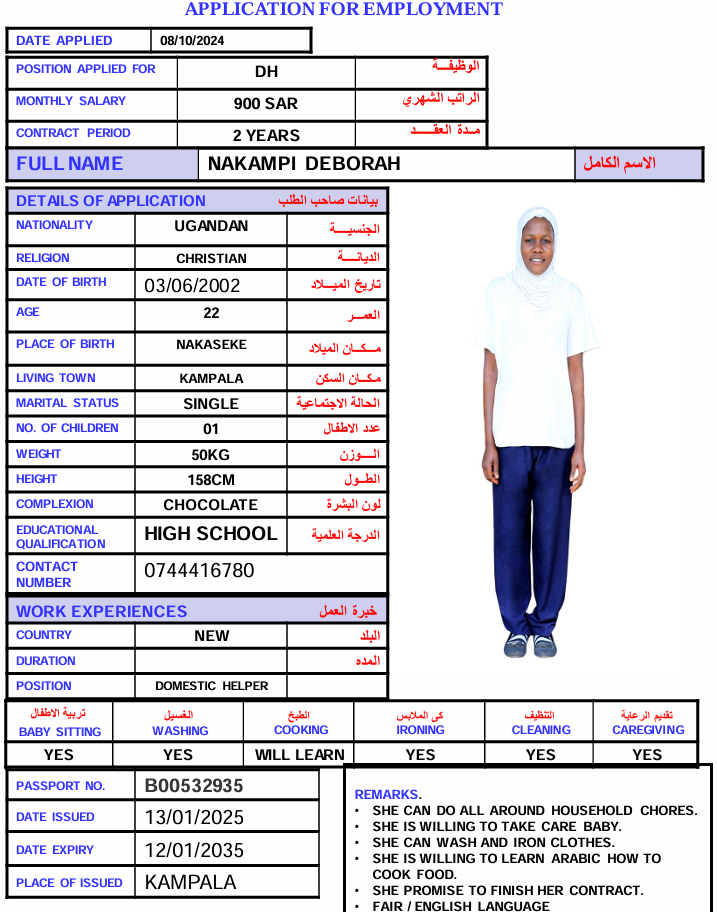 APPLICATION FOR EMPLOYMENT
DATE APPLIED 08/10/2024
POSITION APPLIED FOR DH الوظيفـــة
MONTHLY SALARY 900 SAR الراتب الشهري
CONTRACT PERIOD 2 YEARS مـدة العقـــــد
FULL NAME NAKAMPI DEBORAH الاسم الكامل
DETAILS OF APPLICATION بيانات صاحب الطلب
NATIONALITY UGANDAN الجنسيـــــة
RELIGION CHRISTIAN الديانــــة
DATE OF BIRTH 03/06/2002 تاريخ الميـــلاد
AGE 22 العمـــر
PLACE OF BIRTH NAKASEKE مــكــان الميلاد
LIVING TOWN KAMPALA مكــان السكن
MARITAL STATUS SINGLE الحالة الاجتماعية
NO. OF CHILDREN 01 عدد الاطفال
WEIGHT 50KG الـــوزن
HEIGHT 158CM الطــول
COMPLEXION CHOCOLATE لون البشرة
EDUCATIONAL QUALIFICATION HIGH SCHOOL الدرجة العلمية
CONTACT NUMBER 0744416780
WORK EXPERIENCES خبرة العمل
COUNTRY NEW البلد
DURATION المده
POSITION DOMESTIC HELPER
تربية الاطفال الغسيل الطبخ كى الملابس التنظيف تقديم الرعاية
BABY SITTING WASHING COOKING IRONING CLEANING CAREGIVING
YES YES WILL LEARN YES YES YES
PASSPORT NO. B00532935
DATE ISSUED 13/01/2025
DATE EXPIRY 12/01/2035
PLACE OF ISSUED KAMPALA
REMARKS.
• SHE CAN DO ALL AROUND HOUSEHOLD CHORES.
• SHE IS WILLING TO TAKE CARE BABY.
• SHE CAN WASH AND IRON CLOTHES.
• SHE IS WILLING TO LEARN ARABIC HOW TO
COOK FOOD.
• SHE PROMISE TO FINISH HER CONTRACT.
• FAIR / ENGLISH LANGUAGE